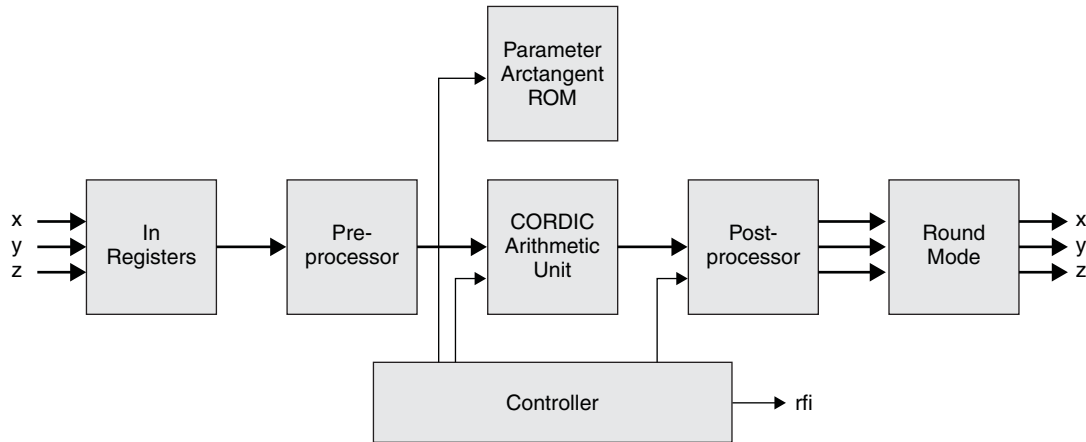 Parameter
Arctangent
ROM
x
y
z
In
Registers
Pre-
processor
CORDIC
Arithmetic
Unit
Post-
processor
Round
Mode
x
y
z
Controller
rfi